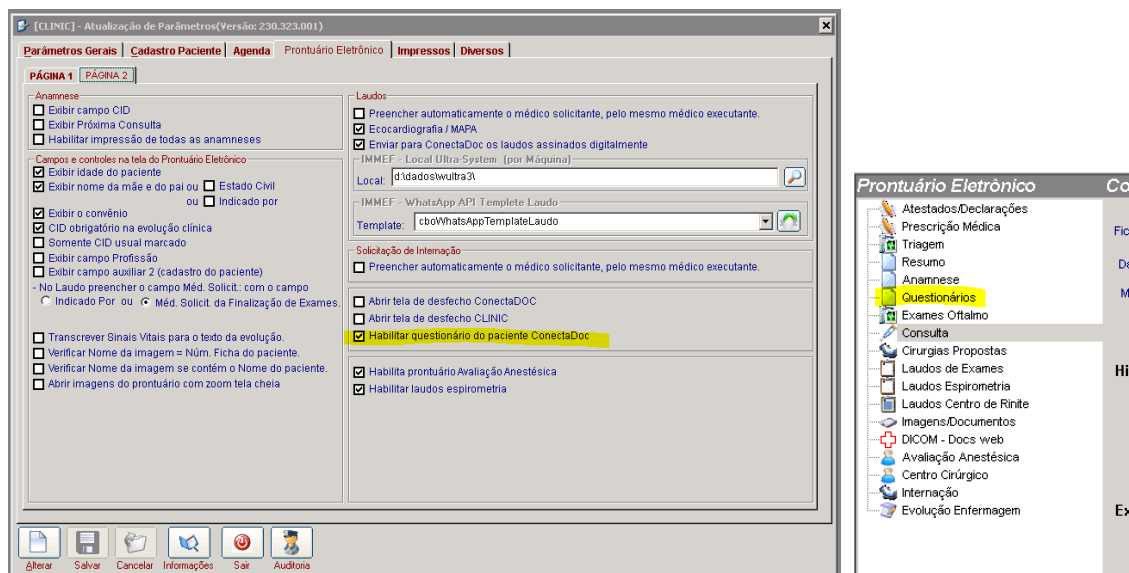 [CLINIC] - Atualização de Parâmetros(Versão: 230.323.001)
Parâmetros Gerais Cadastro Paciente Agenda Prontuário Eletrônico Impressos Diversos
PÁGINA 1 PÁGINA 2
Anamnese
Exibir campo CID
Exibir Próxima Consulta
Habilitar impressão de todas as anamneses
Campos e controles na tela do Prontuário Eletrônico
Exibir idade do paciente
Exibir nome da mãe e do pai ou Estado Civil
ou Indicado por
Exibir o convênio
CID obrigatório na evolução clínica
Somente CID usual marcado
Exibir campo Profissão
Exibir campo auxiliar 2 (cadastro do paciente)
- No Laudo preencher o campo Méd. Solicit.: com o campo
Indicado Por ou Méd. Solicit. da Finalização de Exames.
Transcrever Sinais Vitais para o texto da evolução.
Verificar Nome da imagem = Núm. Ficha do paciente.
Verificar Nome da imagem se contém o Nome do paciente.
Abrir imagens do prontuário com zoom tela cheia
Laudos
Preencher automaticamente o médico solicitante, pelo mesmo médico executante.
Ecocardiografia / MAPA
Enviar para ConectaDoc os laudos assinados digitalmente
IMMEF - Local Ultra-System (por Máquina)
Local: d:\dados\wultra3\
IMMEF - WhatsApp API Templete Laudo
Template: cboWhatsAppTemplateLaudo
Solicitação de Internação
Preencher automaticamente o médico solicitante, pelo mesmo médico executante.
Abrir tela de desfecho ConectaDOC
Abrir tela de desfecho CLINIC
Habilitar questionário do paciente ConectaDoc
Habilita prontuário Avaliação Anestésica
Habilitar laudos espirometria
Alterar Salvar Cancelar Informações Sair Auditoria
Prontuário Eletrônico
Atestados/Declarações
Prescrição Médica
Triagem
Resumo
Anamnese
Questionários
Exames Oftalmo
Consulta
Cirurgias Propostas
Laudos de Exames
Laudos Espirometria
Laudos Centro de Rinite
Imagens/Documentos
DICOM - Docs web
Avaliação Anestésica
Centro Cirúrgico
Internação
Evolução Enfermagem